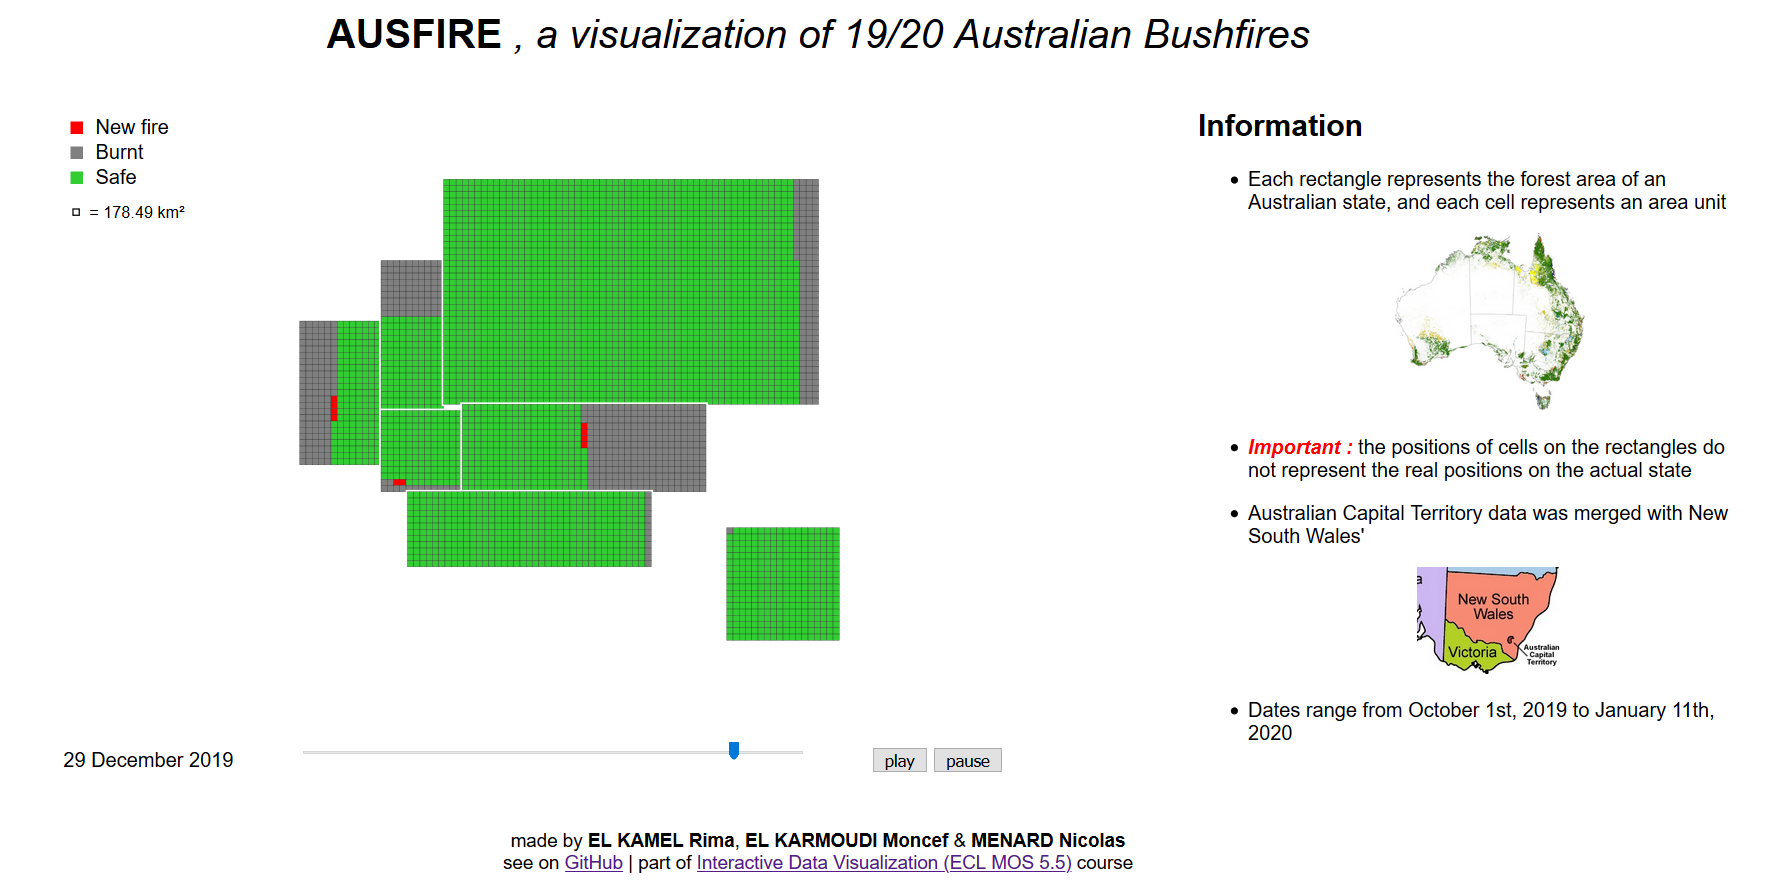 AUSFIRE , a visualization of 19/20 Australian Bushfires
New fire
Burnt
Safe
= 178.49 km²
Information
• Each rectangle represents the forest area of an
Australian state, and each cell represents an area unit
• Important : the positions of cells on the rectangles do
not represent the real positions on the actual state
• Australian Capital Territory data was merged with New
South Wales'
a
New South
Wales
Victoria
Australian
Capital
Territory
• Dates range from October 1st, 2019 to January 11th,
2020
29 December 2019
play pause
made by EL KAMEL Rima, EL KARMOUDI Moncef & MENARD Nicolas
see on GitHub | part of Interactive Data Visualization (ECL MOS 5.5) course